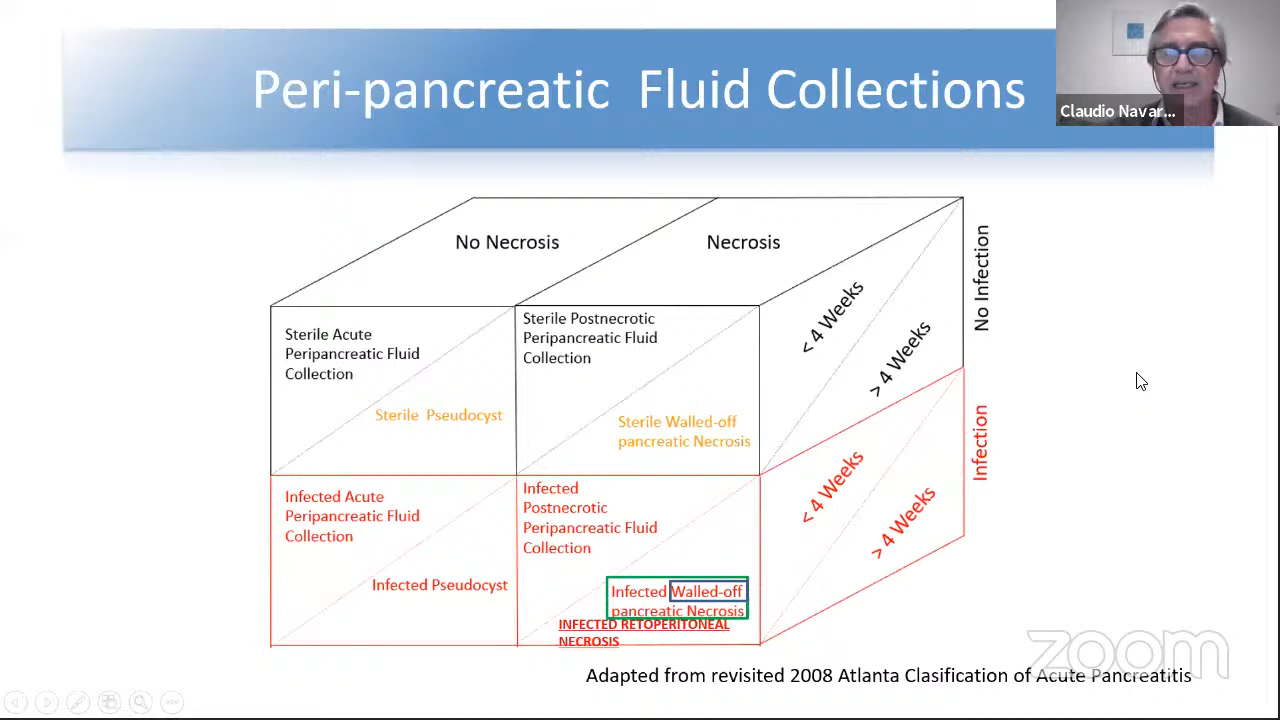 Peri-pancreatic Fluid Collections
Claudio Navar...
No Necrosis
Necrosis
No Infection
< 4 Weeks
> 4 Weeks
Sterile Acute
Peripancreatic Fluid
Collection
Sterile Pseudocyst
Sterile Postnecrotic
Peripancreatic Fluid
Collection
Sterile Walled-off
pancreatic Necrosis
Infection
< 4 Weeks
> 4 Weeks
Infected Acute
Peripancreatic Fluid
Collection
Infected Pseudocyst
Infected
Postnecrotic
Peripancreatic Fluid
Collection
Infected Walled-off
pancreatic Necrosis
INFECTED RETOPERITONEAL
NECROSIS
zoom
Adapted from revisited 2008 Atlanta Clasification of Acute Pancreatitis